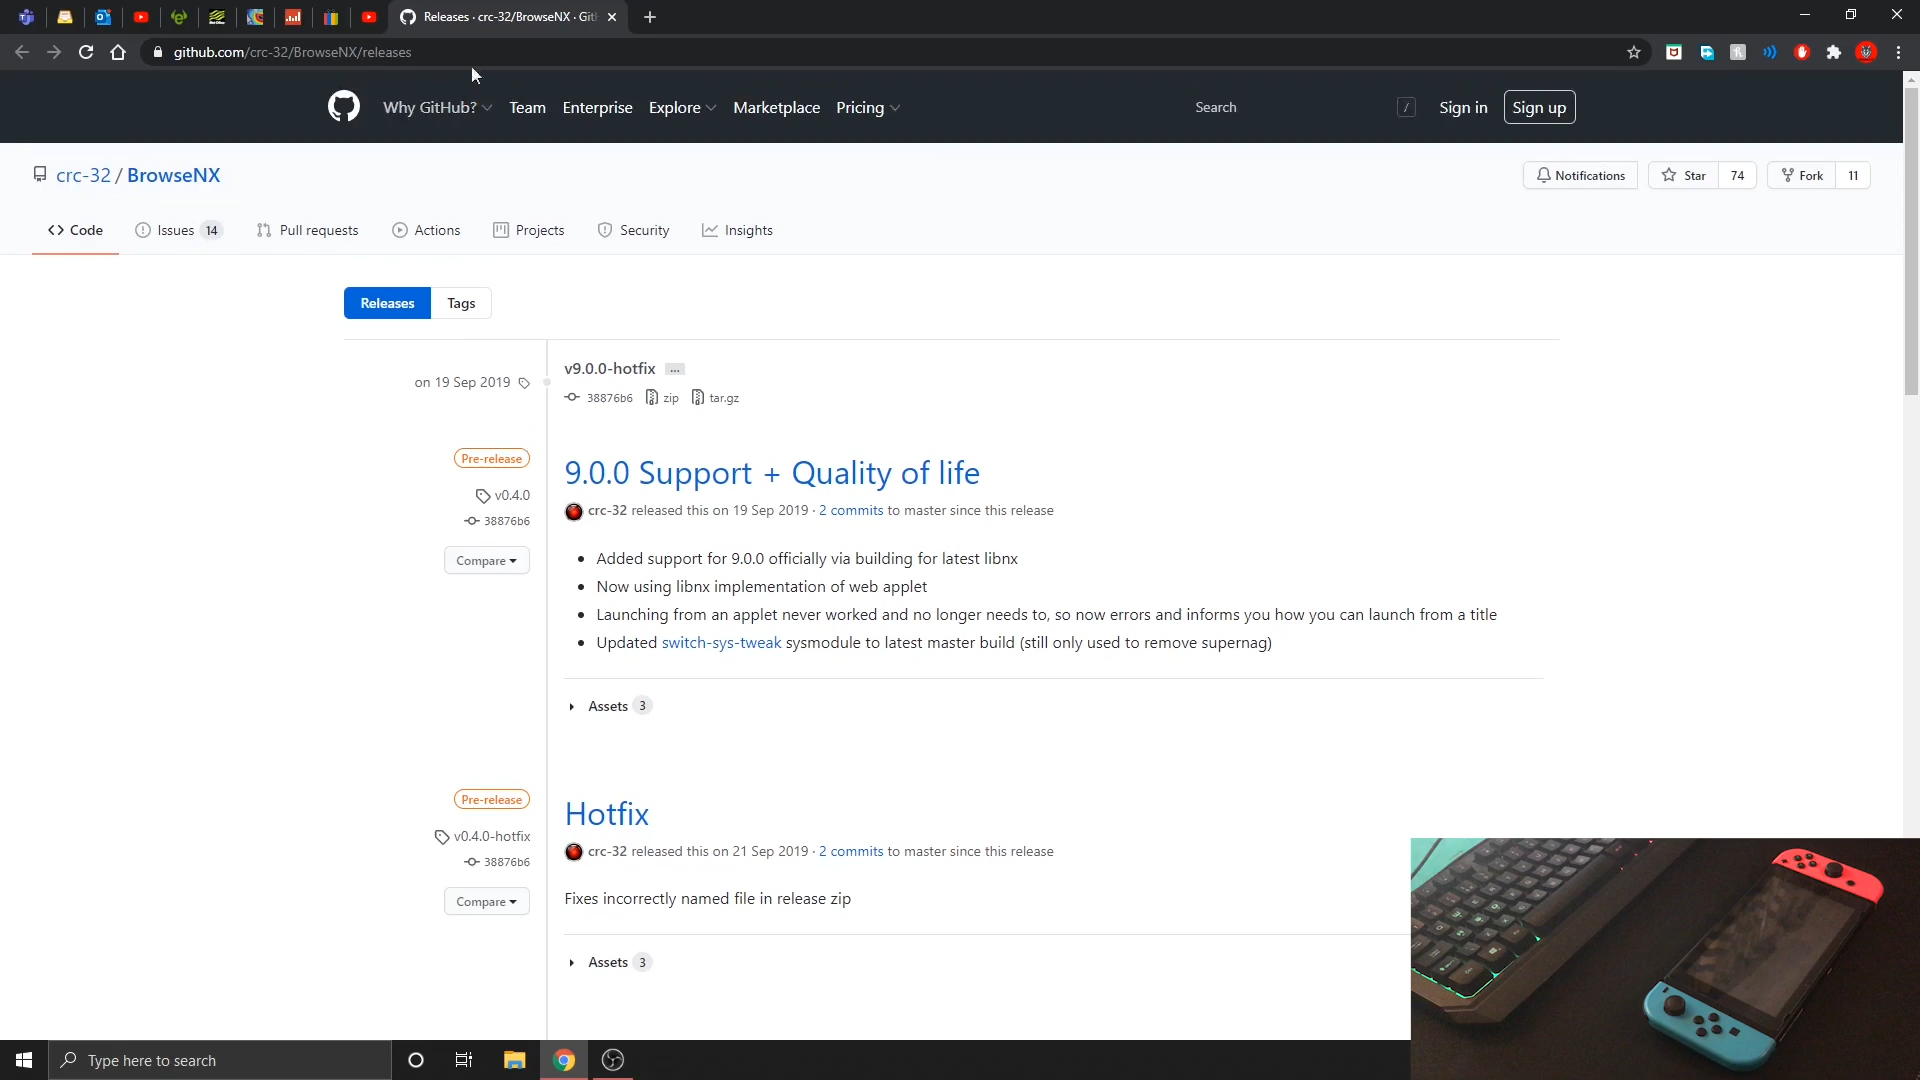 Releases · crc-32/BrowseNX · Git
github.com/crc-32/BrowseNX/releases
Why GitHub? Team Enterprise Explore Marketplace Pricing Search / Sign in Sign up
crc-32 / BrowseNX
Notifications Star 74 Fork 11
Code Issues 14 Pull requests Actions Projects Security Insights
Releases Tags
on 19 Sep 2019
v9.0.0-hotfix ...
38876b6 zip tar.gz
Pre-release
v0.4.0
38876b6
Compare
9.0.0 Support + Quality of life
crc-32 released this on 19 Sep 2019 · 2 commits to master since this release
• Added support for 9.0.0 officially via building for latest libnx
• Now using libnx implementation of web applet
• Launching from an applet never worked and no longer needs to, so now errors and informs you how you can launch from a title
• Updated switch-sys-tweak sysmodule to latest master build (still only used to remove supernag)
Assets 3
Pre-release
v0.4.0-hotfix
38876b6
Compare
Hotfix
crc-32 released this on 21 Sep 2019 · 2 commits to master since this release
Fixes incorrectly named file in release zip
Assets 3
Type here to search